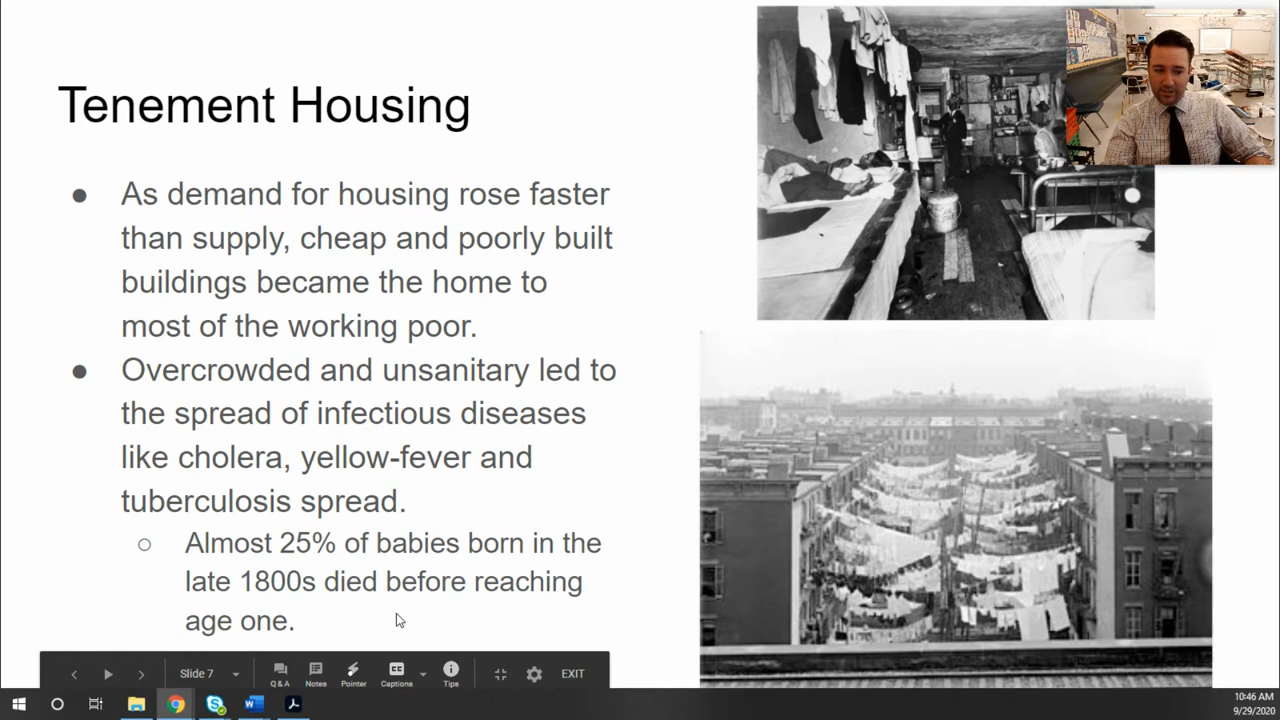 Tenement Housing
● As demand for housing rose faster
than supply, cheap and poorly built
buildings became the home to
most of the working poor.
● Overcrowded and unsanitary led to
the spread of infectious diseases
like cholera, yellow-fever and
tuberculosis spread.
○ Almost 25% of babies born in the
late 1800s died before reaching
age one.
Slide 7
Q & A
Notes
Pointer
CC
Captions
Tips
EXIT
W
10:46 AM
9/29/2020